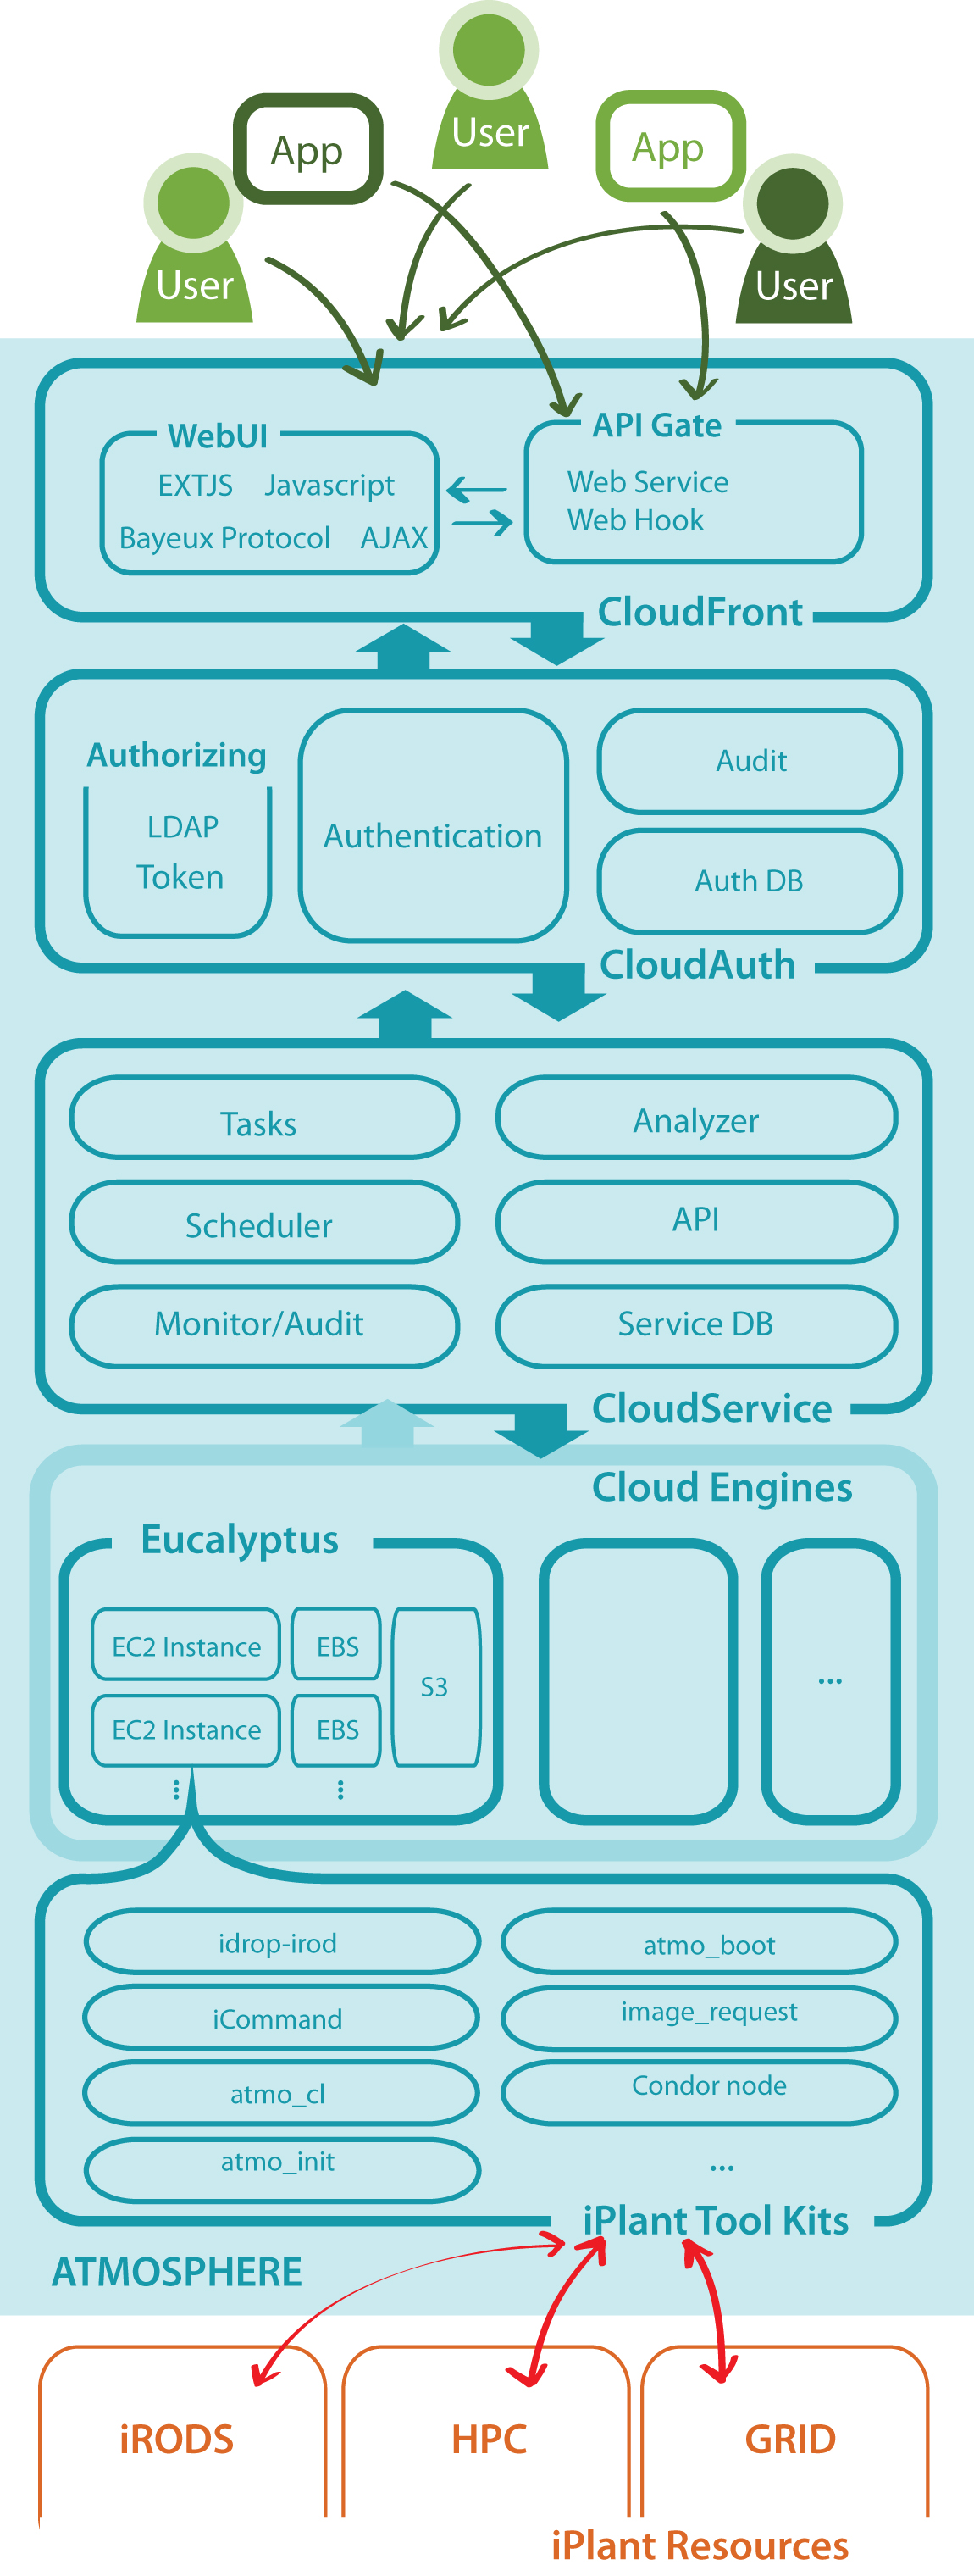 User
App
App
User
User
WebUI
EXTJS Javascript
Bayeux Protocol AJAX
API Gate
Web Service
Web Hook
CloudFront
Authorizing
LDAP
Token
Authentication
Audit
Auth DB
CloudAuth
Tasks
Analyzer
Scheduler
API
Monitor/Audit
Service DB
CloudService
Cloud Engines
Eucalyptus
EC2 Instance
EBS
S3
EC2 Instance
EBS
...
...
...
idrop-irod
atmo_boot
iCommand
image_request
atmo_cl
Condor node
atmo_init
...
iPlant Tool Kits
ATMOSPHERE
iRODS
HPC
GRID
iPlant Resources